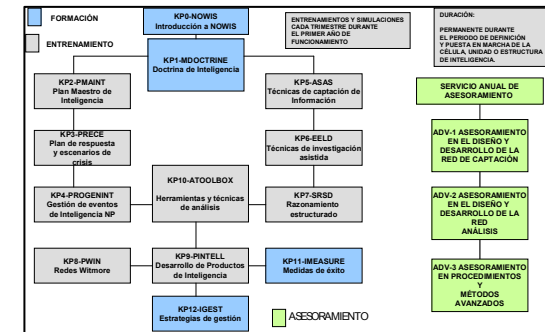 FORMACIÓN
ENTRENAMIENTO
KP0-NOWIS
Introducción a NOWIS
KP1-MDOCTRINE
Doctrina de Inteligencia
ENTRENAMIENTOS Y SIMULACIONES
CADA TRIMESTRE DURANTE
EL PRIMER AÑO DE
FUNCIONAMIENTO
DURACIÓN:
PERMANENTE DURANTE
EL PERIODO DE DEFINICIÓN
Y PUESTA EN MARCHA DE LA
CÉLULA, UNIDAD O ESTRUCTURA
DE INTELIGENCIA.
KP2-PMAINT
Plan Maestro de
Inteligencia
KP5-ASAS
Técnicas de captación de
Información
SERVICIO ANUAL DE
ASESORAMIENTO
KP3-PRECE
Plan de respuesta
y escenarios de
crisis
KP6-EELD
Técnicas de investigación
asistida
ADV-1 ASESORAMIENTO
EN EL DISEÑO Y
DESARROLLO DE LA
RED DE CAPTACIÓN
KP4-PROGENINT
Gestión de eventos
de Inteligencia NP
KP10-ATOOLBOX
Herramientas y técnicas
de análisis
KP7-SRSD
Razonamiento
estructurado
ADV-2 ASESORAMIENTO
EN EL DISEÑO Y
DESARROLLO DE LA
RED
ANÁLISIS
KP8-PWIN
Redes Witmore
KP9-PINTELL
Desarrollo de Productos
de Inteligencia
KP11-IMEASURE
Medidas de éxito
ADV-3 ASESORAMIENTO
EN PROCEDIMIENTOS
Y
MÉTODOS
AVANZADOS
KP12-IGEST
Estrategias de gestión
ASESORAMIENTO